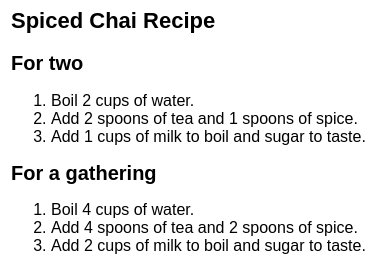 Spiced Chai Recipe
For two
1. Boil 2 cups of water.
2. Add 2 spoons of tea and 1 spoons of spice.
3. Add 1 cups of milk to boil and sugar to taste.
For a gathering
1. Boil 4 cups of water.
2. Add 4 spoons of tea and 2 spoons of spice.
3. Add 2 cups of milk to boil and sugar to taste.